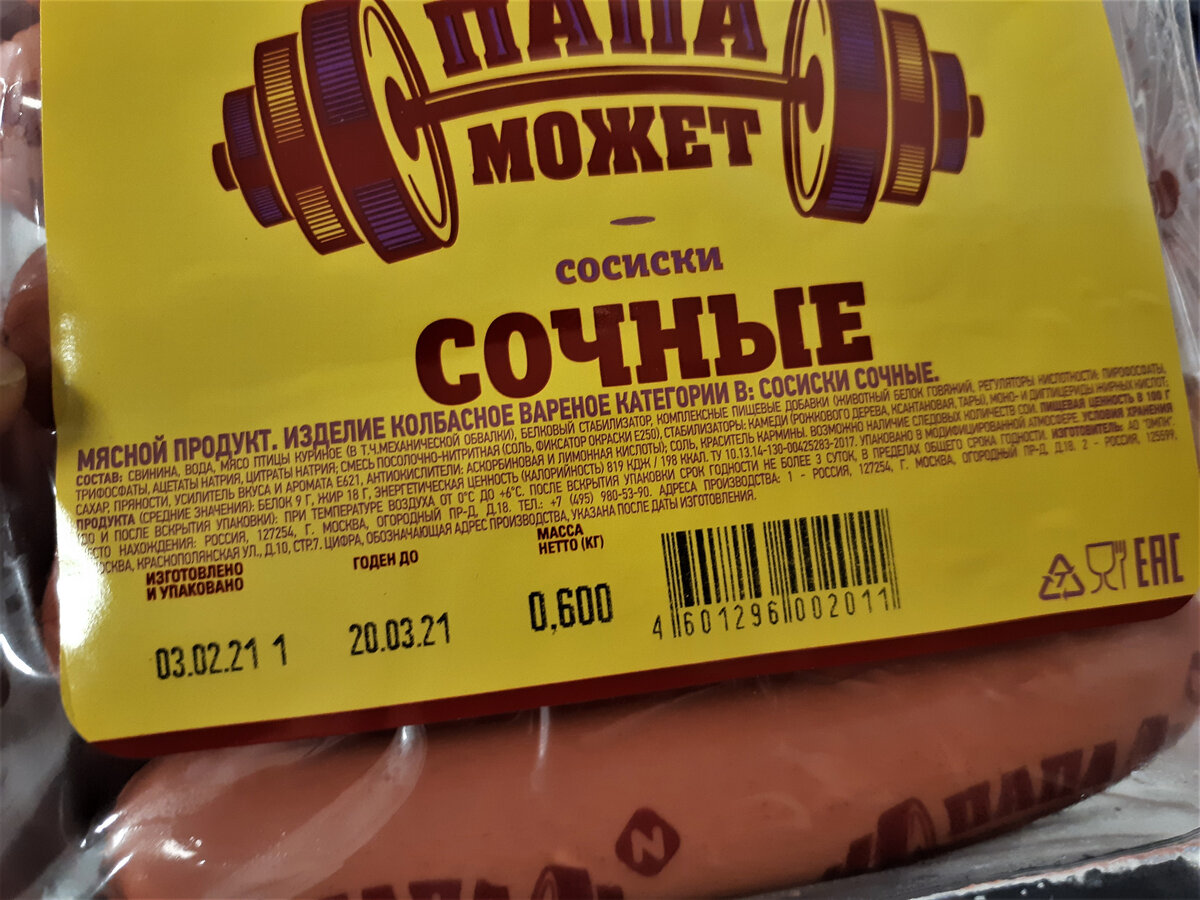 ПАПА
МОЖЕТ
СОСИСКИ
СОЧНЫЕ
МЯСНОЙ ПРОДУКТ. ИЗДЕЛИЕ КОЛБАСНОЕ ВАРЕНОЕ КАТЕГОРИИ В: СОСИСКИ СОЧНЫЕ.
СОСТАВ: СВИНИНА, ВОДА, МЯСО ПТИЦЫ КУРИНОЕ (В Т.Ч.МЕХАНИЧЕСКОЙ ОБВАЛКИ), БЕЛКОВЫЙ СТАБИЛИЗАТОР, КОМПЛЕКСНЫЕ ПИЩЕВЫЕ ДОБАВКИ (ЖИВОТНЫЙ БЕЛОК ГОВЯЖИЙ, РЕГУЛЯТОРЫ КИСЛОТНОСТИ: ПИРОФОСФАТЫ,
ТРИФОСФАТЫ, АЦЕТАТЫ НАТРИЯ, ЦИТРАТЫ НАТРИЯ; СМЕСЬ ПОСОЛОЧНО-НИТРИТНАЯ (СОЛЬ, ФИКСАТОР ОКРАСКИ Е250), СТАБИЛИЗАТОРЫ: КАМЕДИ (РОЖКОВОГО ДЕРЕВА, КСАНТАНОВАЯ, ТАРЫ), МОНО- И ДИГЛИЦЕРИДЫ ЖИРНЫХ КИСЛОТ;
САХАР, ПРЯНОСТИ, УСИЛИТЕЛЬ ВКУСА И АРОМАТА Е621, АНТИОКИСЛИТЕЛИ: АСКОРБИНОВАЯ И ЛИМОННАЯ КИСЛОТЫ); СОЛЬ, КРАСИТЕЛЬ КАРМИНЫ. ВОЗМОЖНО НАЛИЧИЕ СЛЕДОВЫХ КОЛИЧЕСТВ СОИ. ПИЩЕВАЯ ЦЕННОСТЬ В 100 Г
ПРОДУКТА (СРЕДНИЕ ЗНАЧЕНИЯ): БЕЛОК 9 Г, ЖИР 18 Г, ЭНЕРГЕТИЧЕСКАЯ ЦЕННОСТЬ (КАЛОРИЙНОСТЬ) 819 КДЖ / 198 ККАЛ. ТУ 10.13.14-130-00425283-2017. УПАКОВАНО В МОДИФИЦИРОВАННОЙ АТМОСФЕРЕ. УСЛОВИЯ ХРАНЕНИЯ
ДО И ПОСЛЕ ВСКРЫТИЯ УПАКОВКИ: ПРИ ТЕМПЕРАТУРЕ ВОЗДУХА ОТ 0°С ДО +6°С. ПОСЛЕ ВСКРЫТИЯ УПАКОВКИ СРОК ГОДНОСТИ НЕ БОЛЕЕ 3 СУТОК, В ПРЕДЕЛАХ ОБЩЕГО СРОКА ГОДНОСТИ. ИЗГОТОВИТЕЛЬ: АО "ОМПК".
МЕСТО НАХОЖДЕНИЯ: РОССИЯ, 127254, Г. МОСКВА, ОГОРОДНЫЙ ПР-Д, Д.18. ТЕЛ.: +7 (495) 980-53-90. АДРЕСА ПРОИЗВОДСТВА: 1 - РОССИЯ, 127254, Г. МОСКВА, ОГОРОДНЫЙ ПР-Д, Д.18. 2 - РОССИЯ, 125599,
МОСКВА, КРАСНОПОЛЯНСКАЯ УЛ., Д.10, СТР.7. ЦИФРА, ОБОЗНАЧАЮЩАЯ АДРЕС ПРОИЗВОДСТВА, УКАЗАНА ПОСЛЕ ДАТЫ ИЗГОТОВЛЕНИЯ.
ИЗГОТОВЛЕНО
И УПАКОВАНО
ГОДЕН ДО
МАССА
НЕТТО (КГ)
03.02.21 1
20.03.21
0,600
4 601296 002011
7
EAC
N
ПАПА
ПАПА